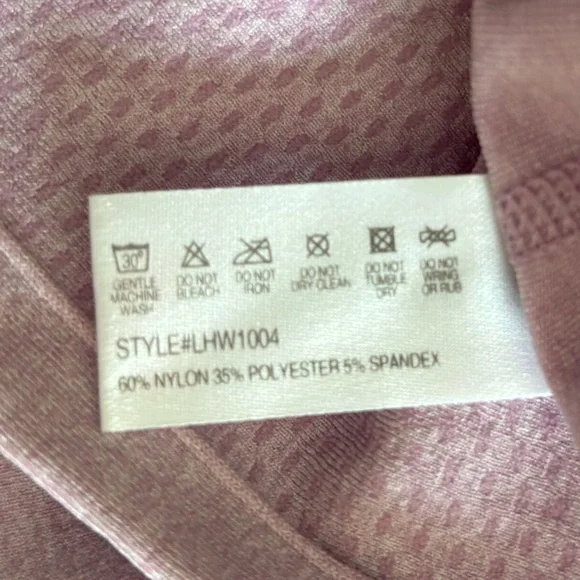 30°
GENTLE MACHINE WASH
DO NOT BLEACH
DO NOT IRON
DO NOT DRY CLEAN
DO NOT TUMBLE DRY
DO NOT WRING OR RUB
STYLE#LHW1004
60% NYLON 35% POLYESTER 5% SPANDEX